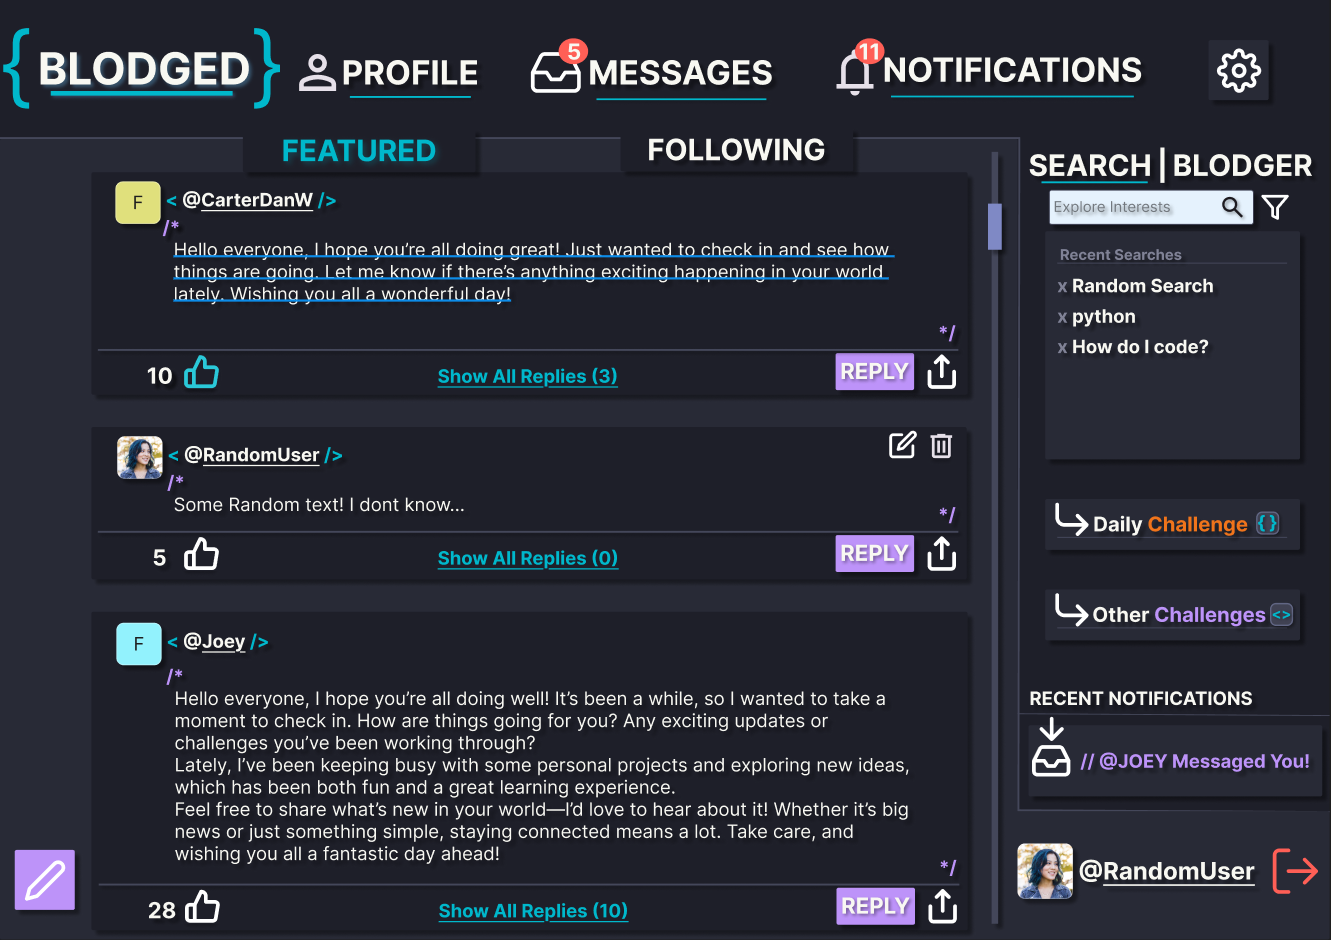 { BLODGED }
PROFILE
5
MESSAGES
11
NOTIFICATIONS
FEATURED
FOLLOWING
F
< @CarterDanW />
/*
Hello everyone, I hope you’re all doing great! Just wanted to check in and see how
things are going. Let me know if there’s anything exciting happening in your world
lately. Wishing you all a wonderful day!
*/
10
Show All Replies (3)
REPLY
< @RandomUser />
/*
Some Random text! I dont know...
*/
5
Show All Replies (0)
REPLY
F
< @Joey />
/*
Hello everyone, I hope you’re all doing well! It’s been a while, so I wanted to take a
moment to check in. How are things going for you? Any exciting updates or
challenges you’ve been working through?
Lately, I’ve been keeping busy with some personal projects and exploring new ideas,
which has been both fun and a great learning experience.
Feel free to share what’s new in your world—I’d love to hear about it! Whether it’s big
news or just something simple, staying connected means a lot. Take care, and
wishing you all a fantastic day ahead!
*/
28
Show All Replies (10)
REPLY
SEARCH | BLODGER
Explore Interests
Recent Searches
x Random Search
x python
x How do I code?
Daily Challenge {}
Other Challenges <>
RECENT NOTIFICATIONS
// @JOEY Messaged You!
@RandomUser